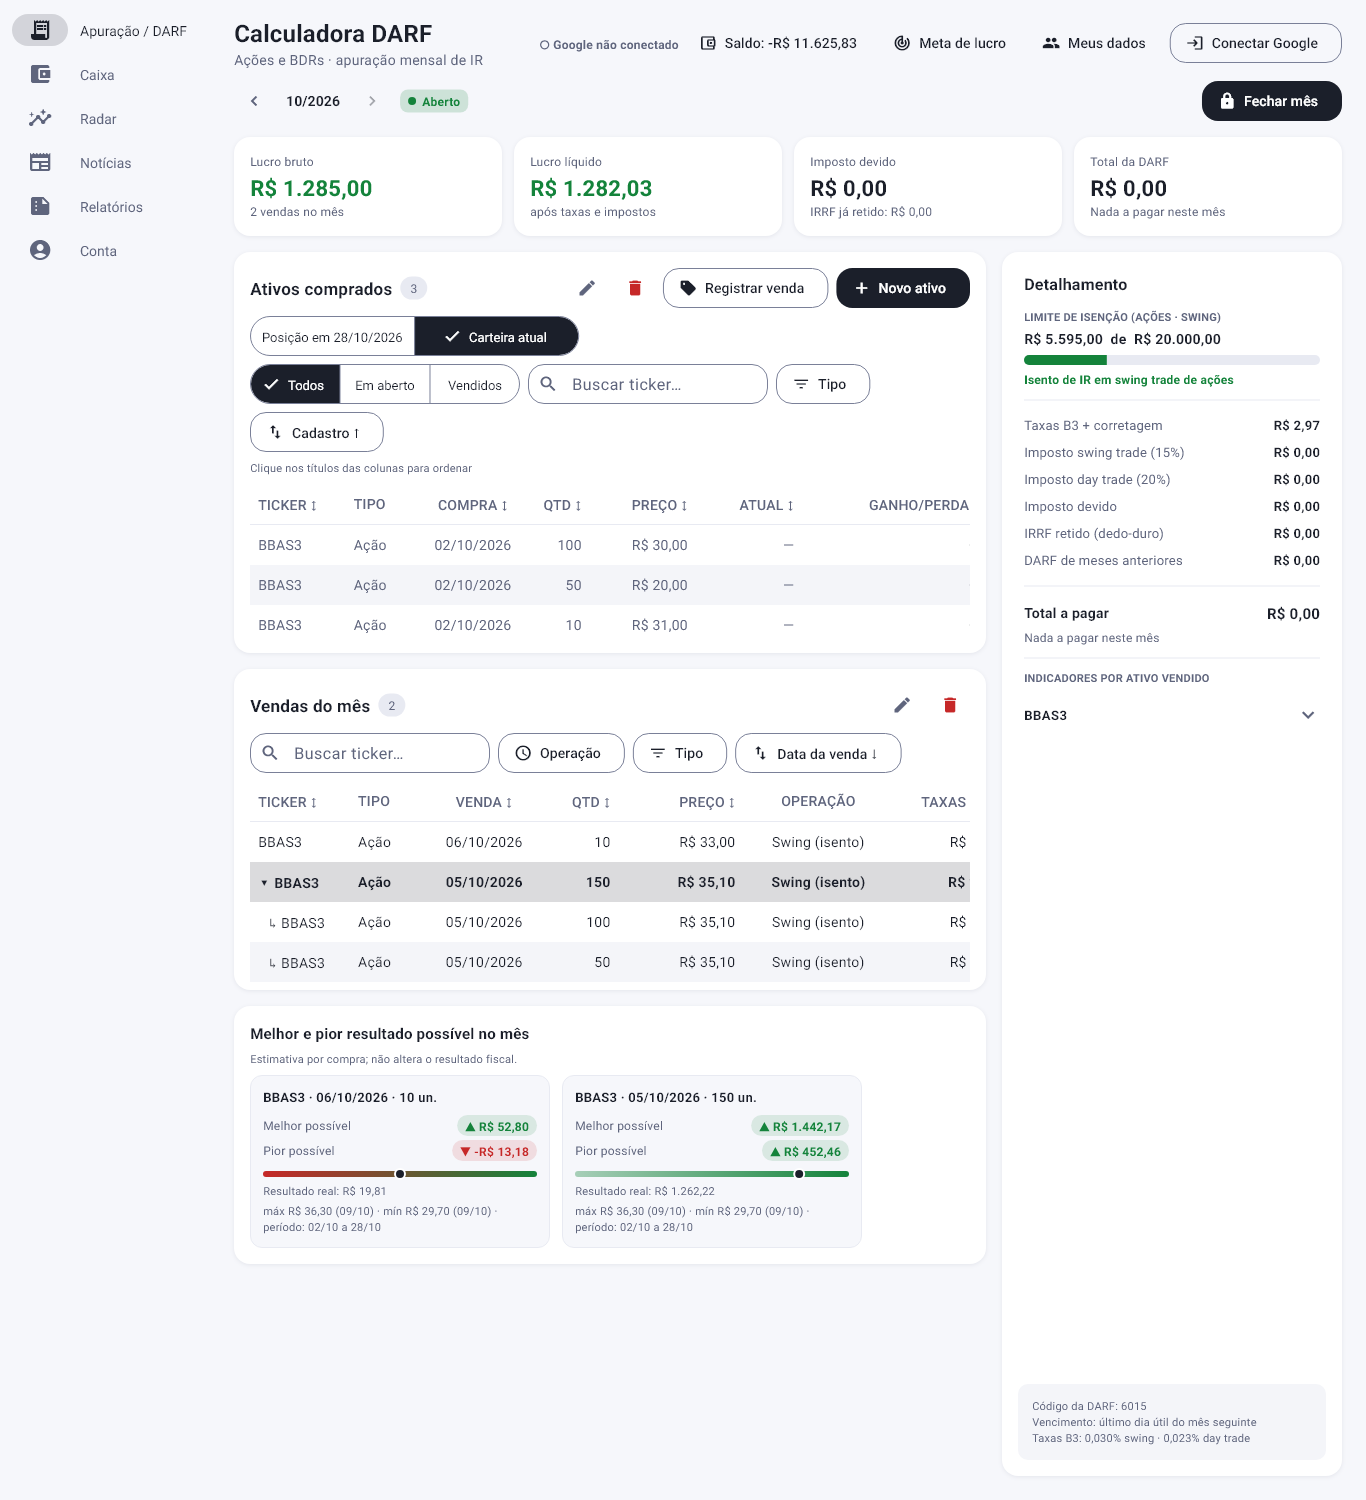 Apuração / DARF
Caixa
Radar
Notícias
Relatórios
Conta
Calculadora DARF
Ações e BDRs · apuração mensal de IR
Google não conectado
Saldo: -R$ 11.625,83
Meta de lucro
Meus dados
Conectar Google
10/2026
Aberto
Fechar mês
Lucro bruto
R$ 1.285,00
2 vendas no mês
Lucro líquido
R$ 1.282,03
após taxas e impostos
Imposto devido
R$ 0,00
IRRF já retido: R$ 0,00
Total da DARF
R$ 0,00
Nada a pagar neste mês
Ativos comprados 3
Registrar venda
Novo ativo
Posição em 28/10/2026
Carteira atual
Todos
Em aberto
Vendidos
Buscar ticker...
Tipo
Cadastro ↑
Clique nos títulos das colunas para ordenar
TICKER ↕ TIPO COMPRA ↕ QTD ↕ PREÇO ↕ ATUAL ↕ GANHO/PERDA
BBAS3 Ação 02/10/2026 100 R$ 30,00 —
BBAS3 Ação 02/10/2026 50 R$ 20,00 —
BBAS3 Ação 02/10/2026 10 R$ 31,00 —
Vendas do mês 2
Buscar ticker...
Operação
Tipo
Data da venda ↓
TICKER ↕ TIPO VENDA ↕ QTD ↕ PREÇO ↕ OPERAÇÃO TAXAS
BBAS3 Ação 06/10/2026 10 R$ 33,00 Swing (isento) R$
▾ BBAS3 Ação 05/10/2026 150 R$ 35,10 Swing (isento) R$
↳ BBAS3 Ação 05/10/2026 100 R$ 35,10 Swing (isento) R$
↳ BBAS3 Ação 05/10/2026 50 R$ 35,10 Swing (isento) R$
Melhor e pior resultado possível no mês
Estimativa por compra; não altera o resultado fiscal.
BBAS3 · 06/10/2026 · 10 un.
Melhor possível ▲ R$ 52,80
Pior possível ▼ -R$ 13,18
Resultado real: R$ 19,81
máx R$ 36,30 (09/10) · mín R$ 29,70 (09/10) ·
período: 02/10 a 28/10
BBAS3 · 05/10/2026 · 150 un.
Melhor possível ▲ R$ 1.442,17
Pior possível ▲ R$ 452,46
Resultado real: R$ 1.262,22
máx R$ 36,30 (09/10) · mín R$ 29,70 (09/10) ·
período: 02/10 a 28/10
Detalhamento
LIMITE DE ISENÇÃO (AÇÕES · SWING)
R$ 5.595,00 de R$ 20.000,00
Isento de IR em swing trade de ações
Taxas B3 + corretagem R$ 2,97
Imposto swing trade (15%) R$ 0,00
Imposto day trade (20%) R$ 0,00
Imposto devido R$ 0,00
IRRF retido (dedo-duro) R$ 0,00
DARF de meses anteriores R$ 0,00
Total a pagar R$ 0,00
Nada a pagar neste mês
INDICADORES POR ATIVO VENDIDO
BBAS3
Código da DARF: 6015
Vencimento: último dia útil do mês seguinte
Taxas B3: 0,030% swing · 0,023% day trade